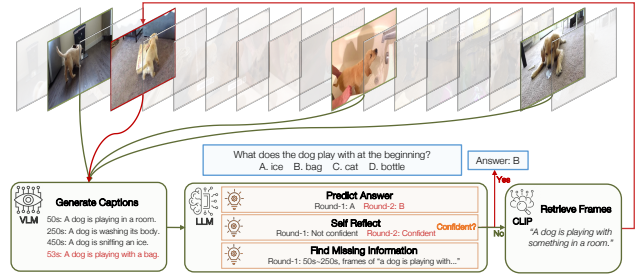 What does the dog play with at the beginning?
A. ice B. bag C. cat D. bottle
Answer: B
Yes
Generate Captions
VLM
50s: A dog is playing in a room.
250s: A dog is washing its body.
450s: A dog is sniffing an ice.
53s: A dog is playing with a bag.
LLM
Predict Answer
Round-1: A Round-2: B
Self Reflect
Round-1: Not confident Round-2: Confident
Confident?
Find Missing Information
Round-1: 50s~250s, frames of "a dog is playing with..."
No
CLIP
Retrieve Frames
"A dog is playing with
something in a room."